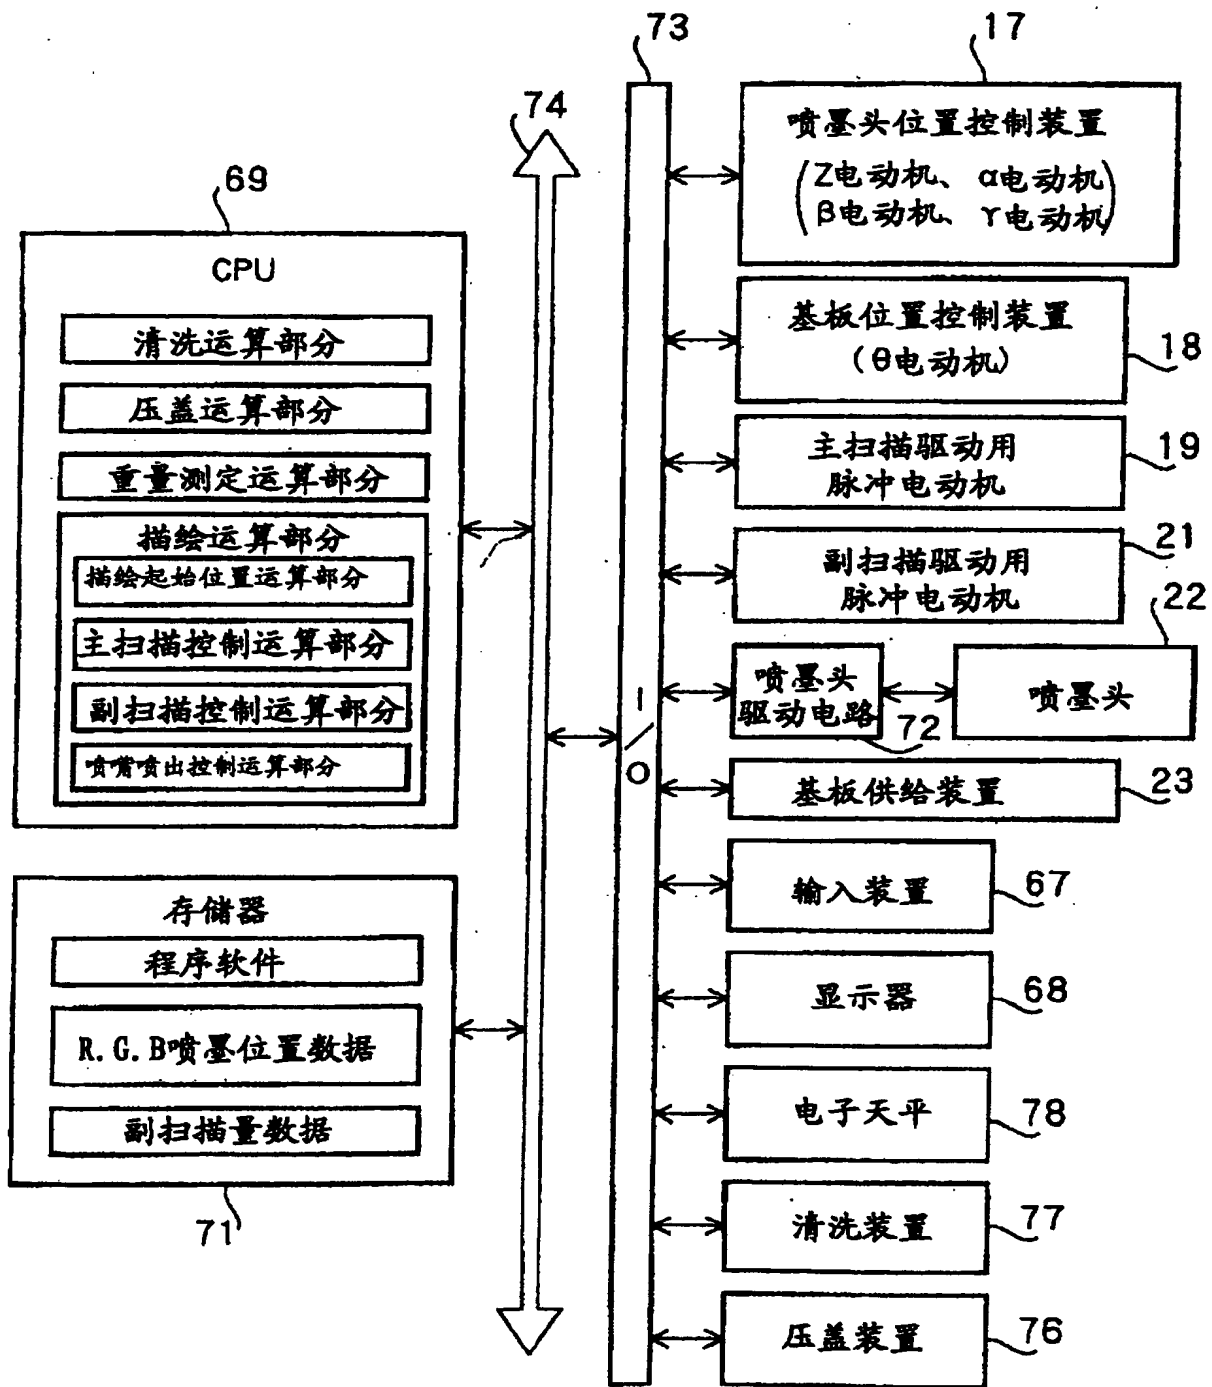 73
17
74
69
喷墨头位置控制装置
(Z电动机、α电动机
β电动机、γ电动机)
CPU
清洗运算部分
压盖运算部分
重量测定运算部分
描绘运算部分
描绘起始位置运算部分
主扫描控制运算部分
副扫描控制运算部分
喷嘴喷出控制运算部分
存储器
程序软件
R.G.B喷墨位置数据
副扫描量数据
71
I/O
基板位置控制装置
(θ电动机)
18
主扫描驱动用
脉冲电动机
19
副扫描驱动用
脉冲电动机
21
喷墨头
驱动电路
72
喷墨头
22
基板供给装置
23
输入装置
67
显示器
68
电子天平
78
清洗装置
77
压盖装置
76